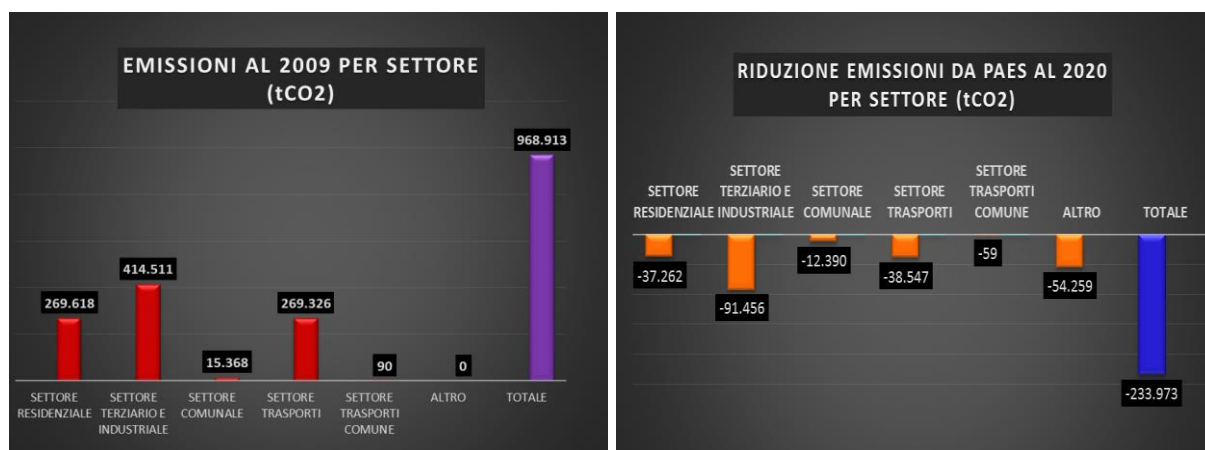 EMISSIONI AL 2009 PER SETTORE
(tCO2)
968.913
414.511
269.618
269.326
15.368
90
0
SETTORE
RESIDENZIALE
SETTORE
TERZIARIO E
INDUSTRIALE
SETTORE
COMUNALE
SETTORE
TRASPORTI
SETTORE
TRASPORTI
COMUNE
ALTRO
TOTALE
RIDUZIONE EMISSIONI DA PAES AL 2020
PER SETTORE (tCO2)
SETTORE
RESIDENZIALE
SETTORE
TERZIARIO E
INDUSTRIALE
SETTORE
COMUNALE
SETTORE
TRASPORTI
SETTORE
TRASPORTI
COMUNE
ALTRO
TOTALE
-37.262
-91.456
-12.390
-38.547
-59
-54.259
-233.973